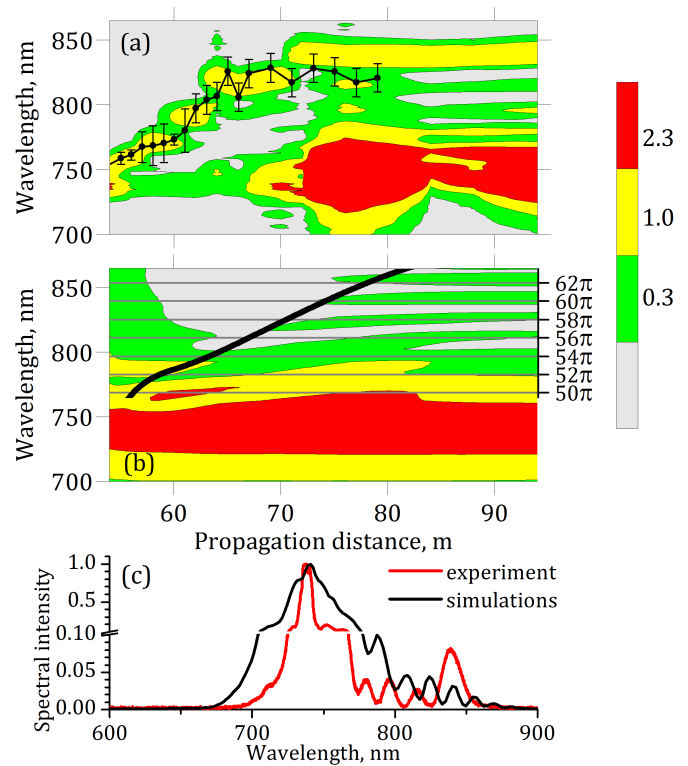 (a)
Wavelength, nm
850
800
750
700
2.3
1.0
0.3
(b)
Wavelength, nm
850
800
750
700
62π
60π
58π
56π
54π
52π
50π
60
70
80
90
Propagation distance, m
(c)
Spectral intensity
1.0
0.5
0.10
0.05
0.00
experiment
simulations
600
700
800
900
Wavelength, nm